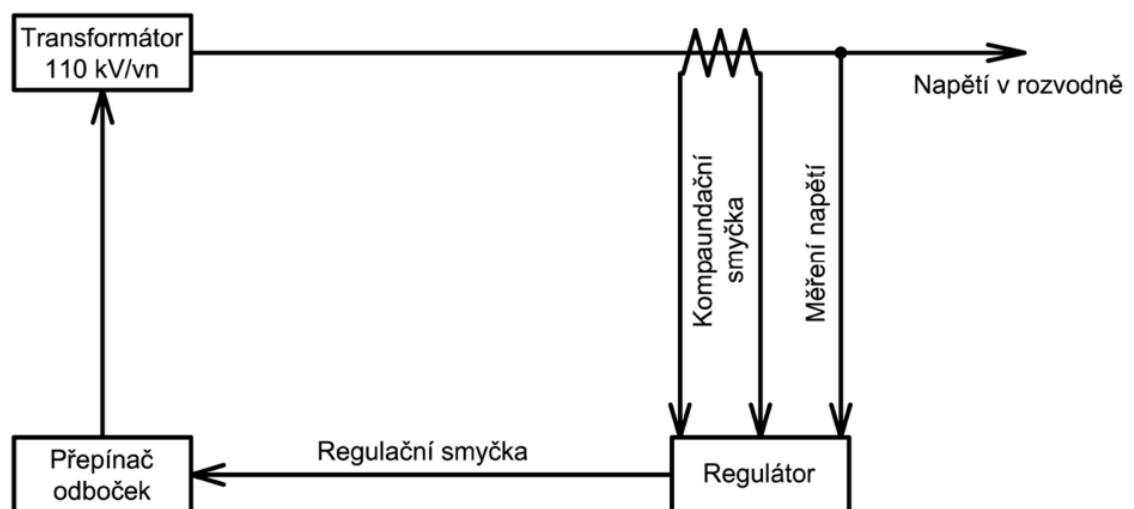 Transformátor
110 kV/vn
Napětí v rozvodně
Kompaundační
smyčka
Měření napětí
Přepínač
odboček
Regulační smyčka
Regulátor